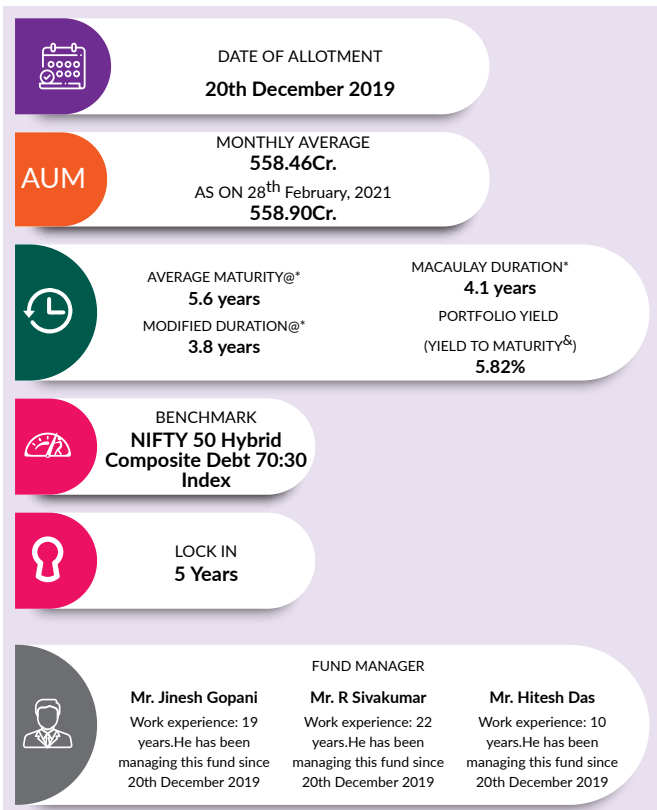 DATE OF ALLOTMENT
20th December 2019
AUM
MONTHLY AVERAGE
558.46Cr.
AS ON 28th February, 2021
558.90Cr.
AVERAGE MATURITY@*
5.6 years
MODIFIED DURATION@*
3.8 years
MACAULAY DURATION*
4.1 years
PORTFOLIO YIELD
(YIELD TO MATURITY&)
5.82%
BENCHMARK
NIFTY 50 Hybrid
Composite Debt 70:30
Index
LOCK IN
5 Years
FUND MANAGER
Mr. Jinesh Gopani
Work experience: 19
years.He has been
managing this fund since
20th December 2019
Mr. R Sivakumar
Work experience: 22
years.He has been
managing this fund since
20th December 2019
Mr. Hitesh Das
Work experience: 10
years.He has been
managing this fund since
20th December 2019